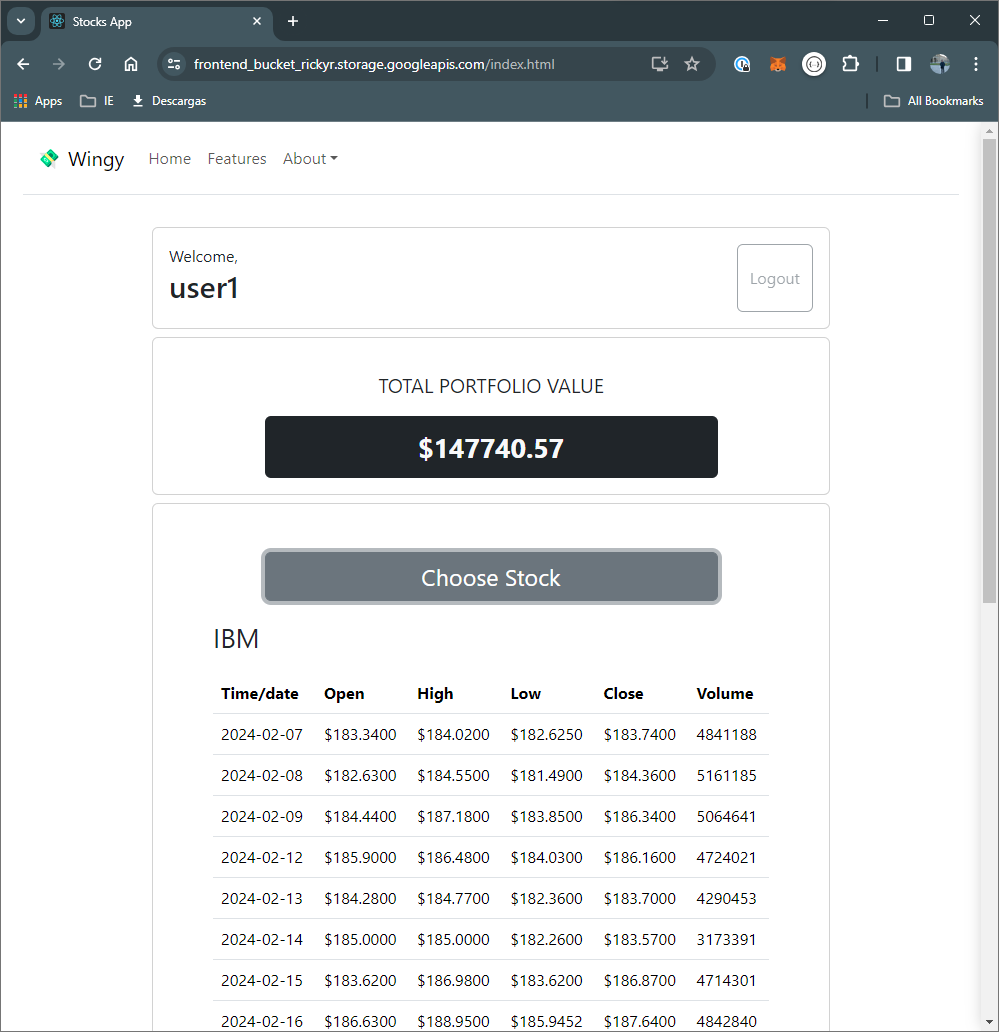 Stocks App
frontend_bucket_rickyr.storage.googleapis.com/index.html
Apps IE Descargas All Bookmarks
Wingy Home Features About
Welcome,
user1
Logout
TOTAL PORTFOLIO VALUE
$147740.57
Choose Stock
IBM
Time/date Open High Low Close Volume
2024-02-07 $183.3400 $184.0200 $182.6250 $183.7400 4841188
2024-02-08 $182.6300 $184.5500 $181.4900 $184.3600 5161185
2024-02-09 $184.4400 $187.1800 $183.8500 $186.3400 5064641
2024-02-12 $185.9000 $186.4800 $184.0300 $186.1600 4724021
2024-02-13 $184.2800 $184.7700 $182.3600 $183.7000 4290453
2024-02-14 $185.0000 $185.0000 $182.2600 $183.5700 3173391
2024-02-15 $183.6200 $186.9800 $183.6200 $186.8700 4714301
2024-02-16 $186.6300 $188.9500 $185.9452 $187.6400 4842840